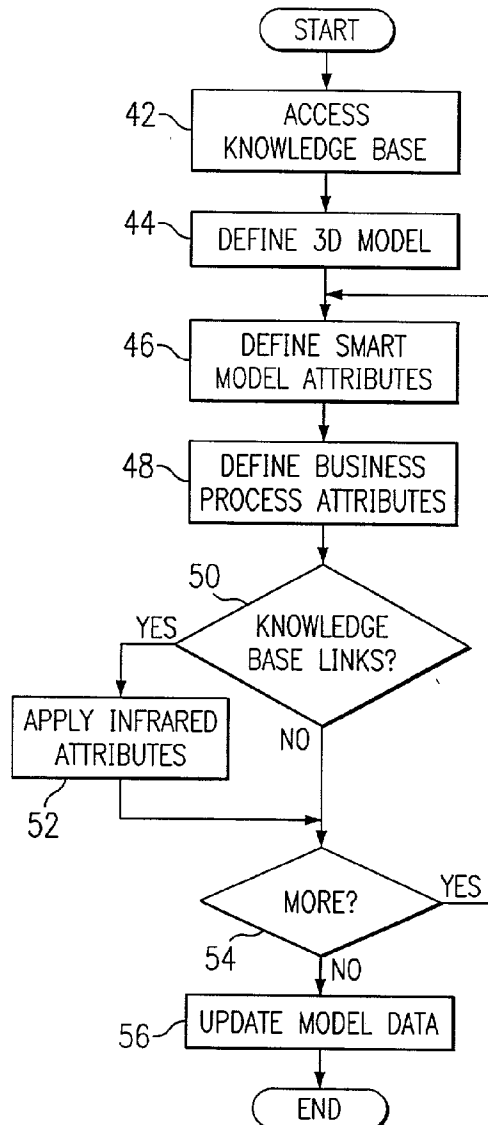 START
42
ACCESS
KNOWLEDGE BASE
44
DEFINE 3D MODEL
46
DEFINE SMART
MODEL ATTRIBUTES
48
DEFINE BUSINESS
PROCESS ATTRIBUTES
50
YES
KNOWLEDGE
BASE LINKS?
APPLY INFRARED
ATTRIBUTES
52
NO
MORE?
YES
54
NO
56
UPDATE MODEL DATA
END